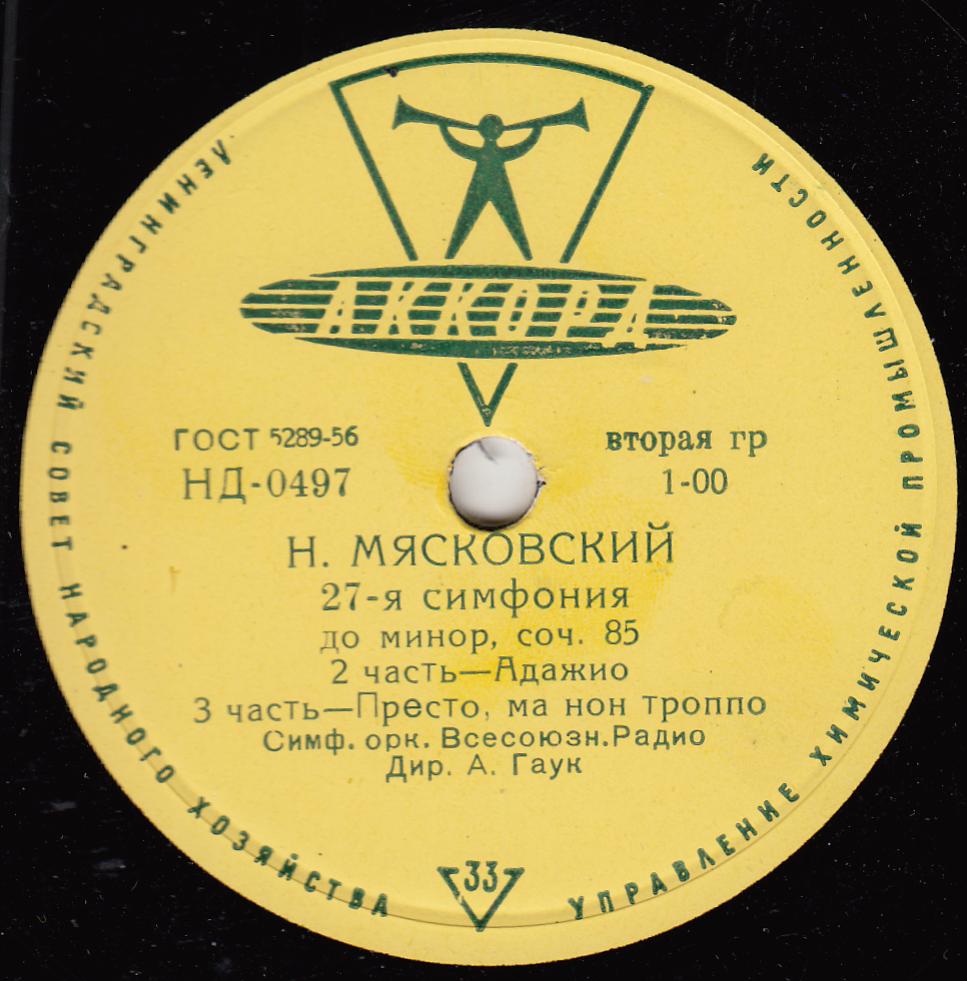 АККОРД
ЛЕНИНГРАДСКИЙ СОВЕТ НАРОДНОГО ХОЗЯЙСТВА
УПРАВЛЕНИЕ ХИМИЧЕСКОЙ ПРОМЫШЛЕННОСТИ
ГОСТ 5289-56
вторая гр
НД-0497
1-00
Н. МЯСКОВСКИЙ
27-я симфония
до минор, соч. 85
2 часть—Адажио
3 часть—Престо, ма нон троппо
Симф. орк. Всесоюзн.Радио
Дир. А. Гаук
33